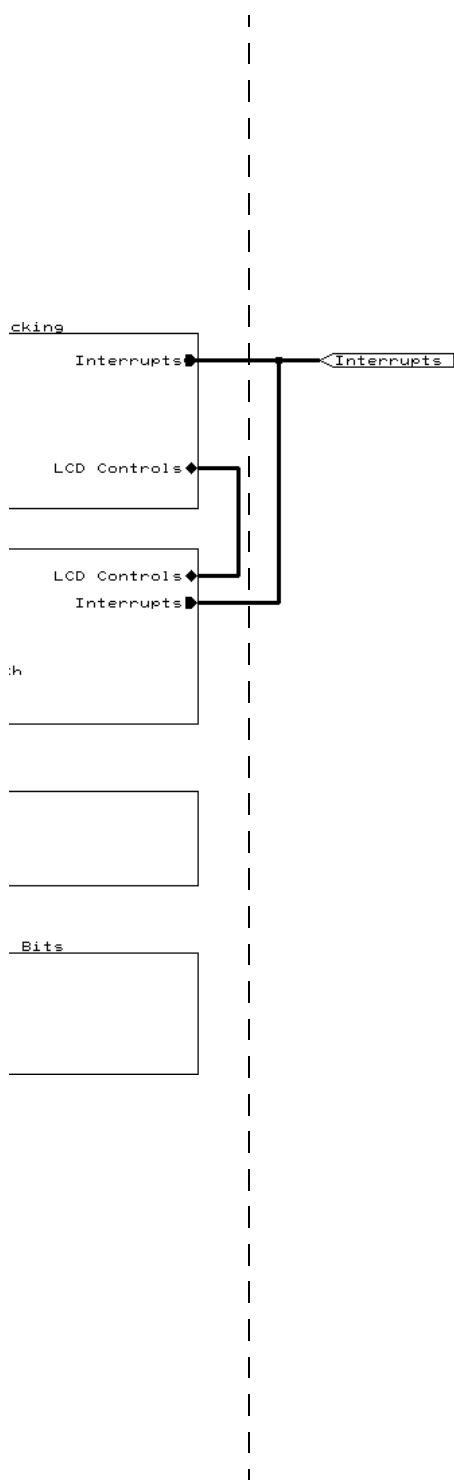 cking
Interrupts
Interrupts
LCD Controls
LCD Controls
Interrupts
Bits